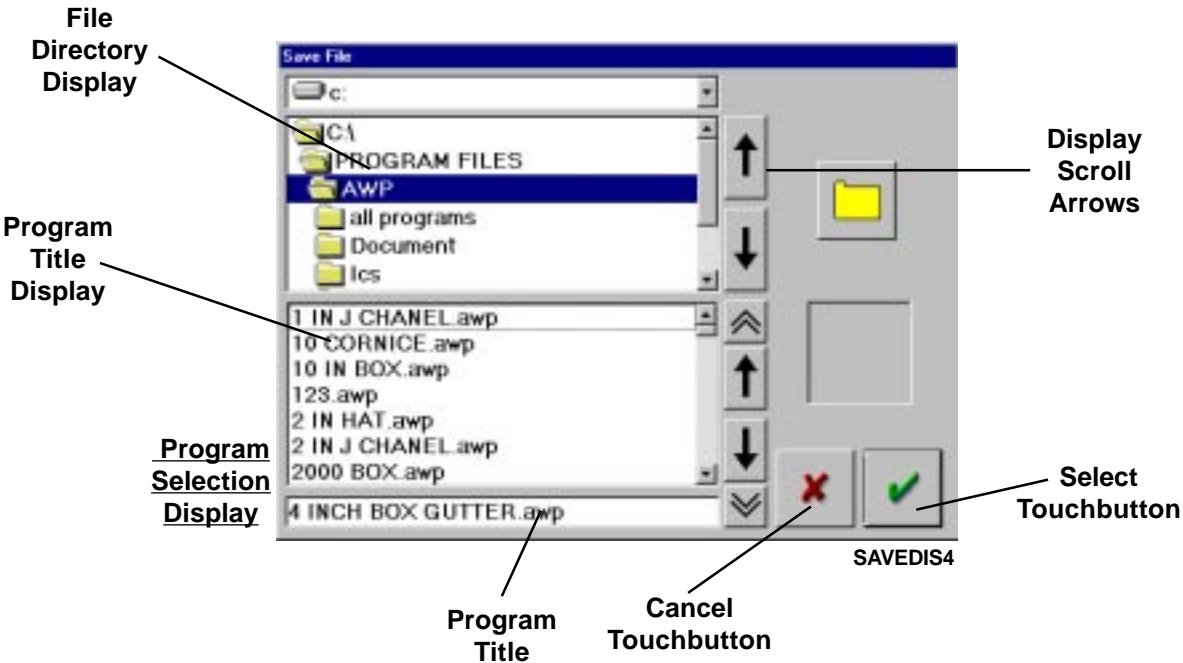 File
Directory
Display
Save File
c:
C:\
PROGRAM FILES
AWP
all programs
Document
Ics
Display
Scroll
Arrows
Program
Title
Display
1 IN J CHANEL.awp
10 CORNICE.awp
10 IN BOX.awp
123.awp
2 IN HAT.awp
2 IN J CHANEL.awp
2000 BOX.awp
Program
Selection
Display
4 INCH BOX GUTTER.awp
Select
Touchbutton
SAVEDIS4
Program
Title
Cancel
Touchbutton